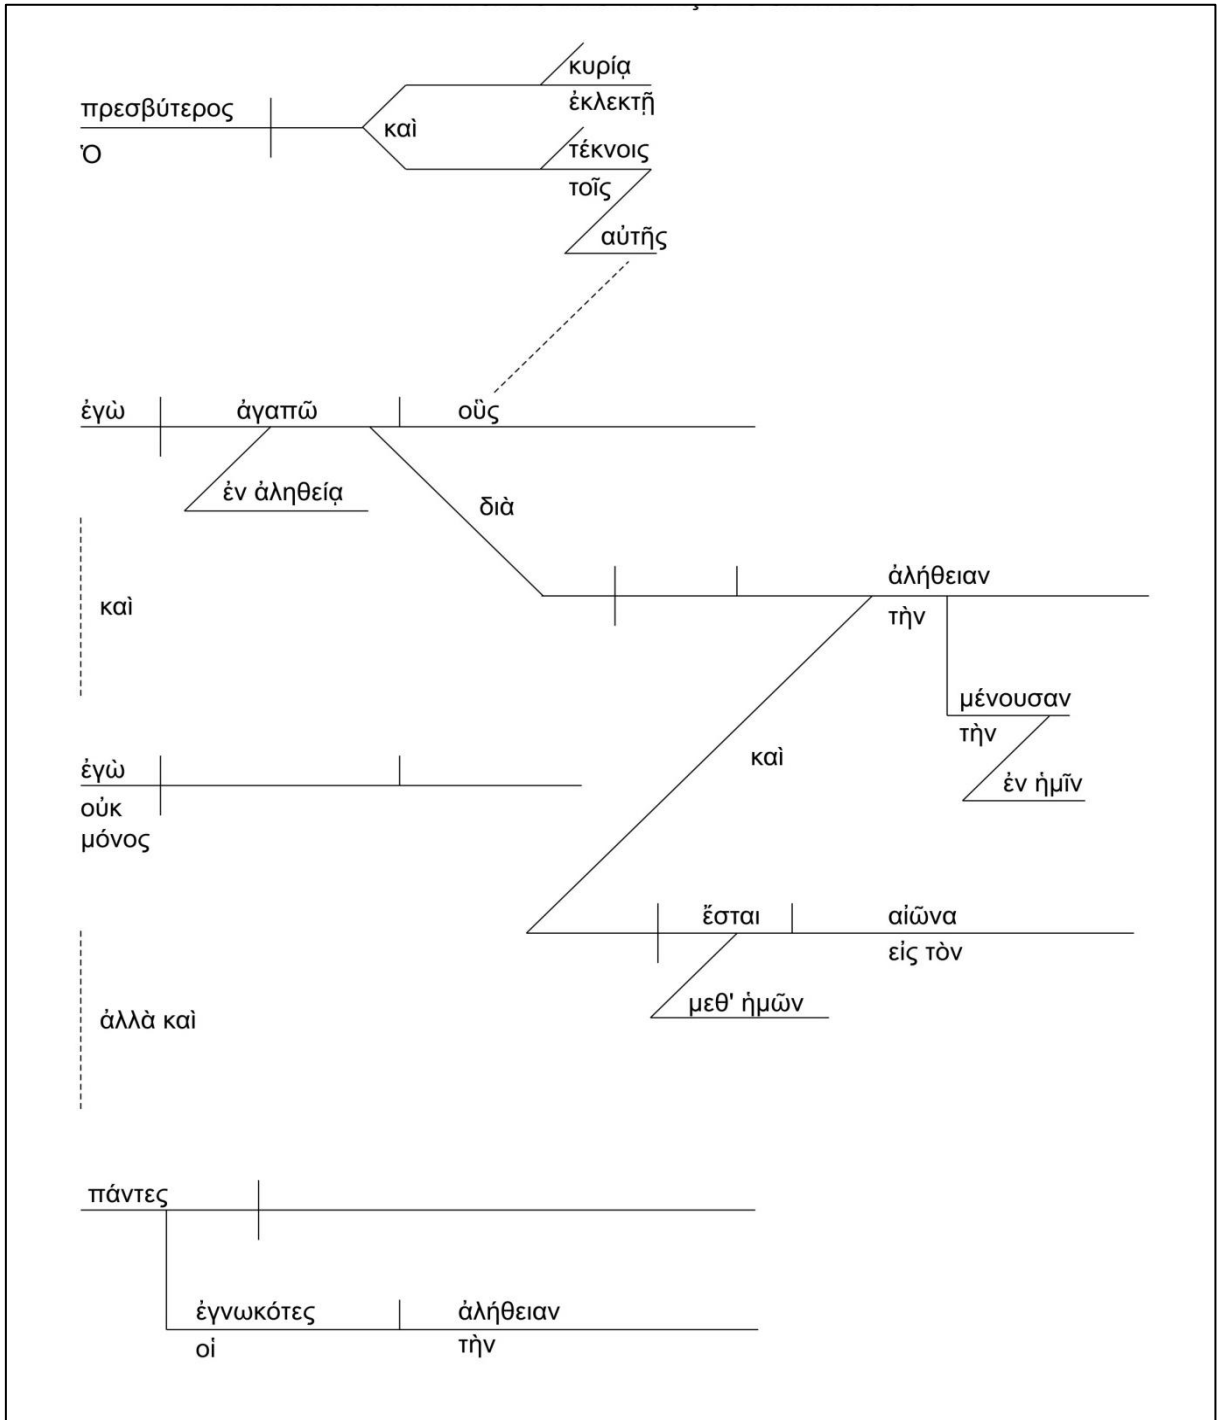 κυρίᾳ
πρεσβύτερος
ἐκλεκτῇ
καὶ
Ὁ
τέκνοις
τοῖς
αὐτῆς
ἐγὼ ἀγαπῶ οὓς
ἐν ἀληθείᾳ
διὰ
ἀλήθειαν
καὶ
τὴν
μένουσαν
τὴν
καὶ
ἐγὼ
ἐν ἡμῖν
οὐκ
μόνος
ἔσται αἰῶνα
εἰς τὸν
μεθ' ἡμῶν
ἀλλὰ καὶ
πάντες
ἐγνωκότες ἀλήθειαν
οἱ τὴν